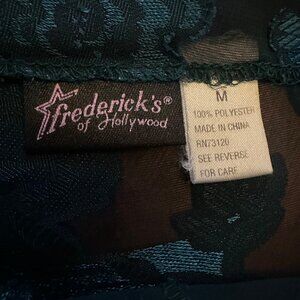 frederick's®
of Hollywood
M
100% POLYESTER
MADE IN CHINA
RN73120
SEE REVERSE
FOR CARE